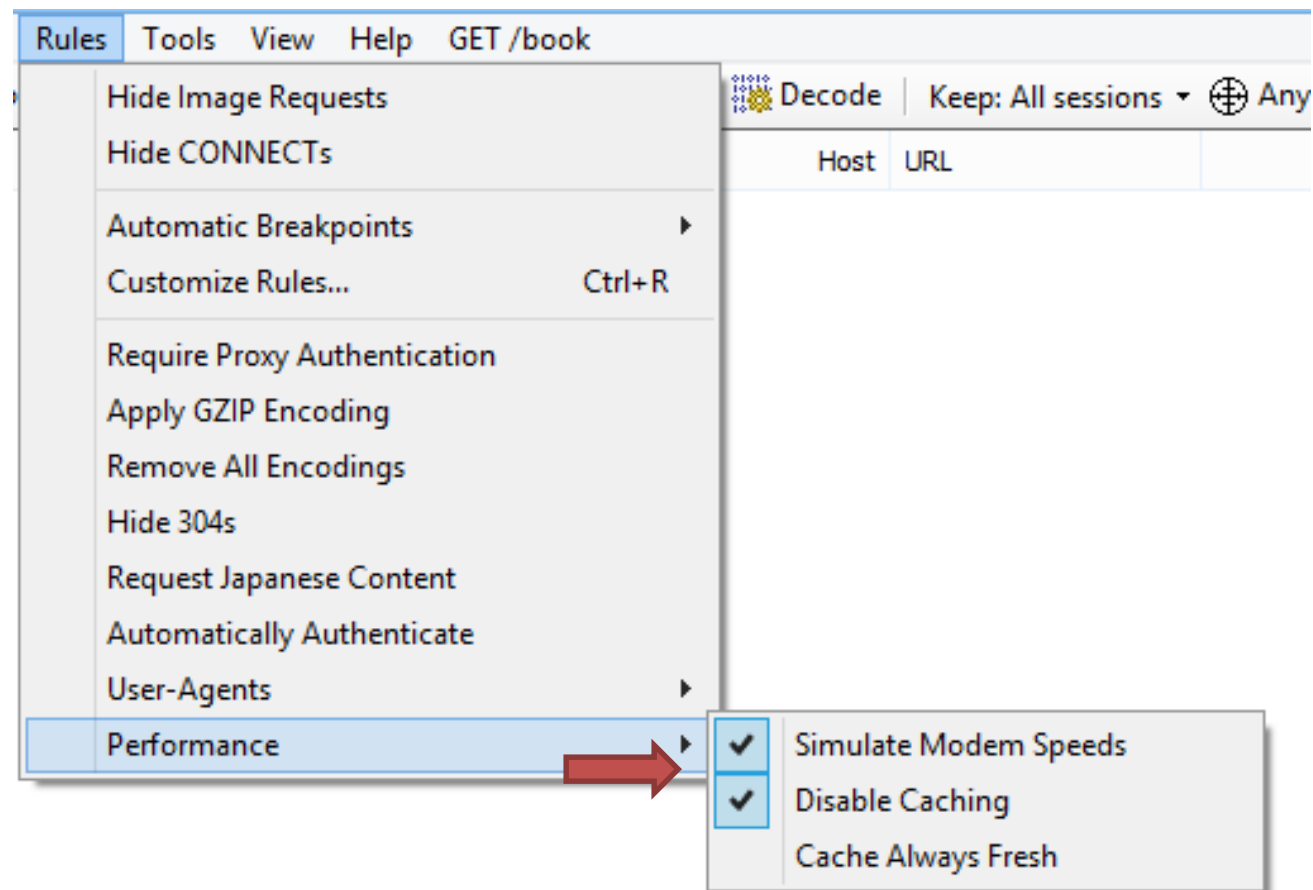 Rules Tools View Help GET /book
Hide Image Requests
Decode Keep: All sessions Any
Hide CONNECTs
Host URL
Automatic Breakpoints
Customize Rules... Ctrl+R
Require Proxy Authentication
Apply GZIP Encoding
Remove All Encodings
Hide 304s
Request Japanese Content
Automatically Authenticate
User-Agents
Performance
Simulate Modem Speeds
Disable Caching
Cache Always Fresh